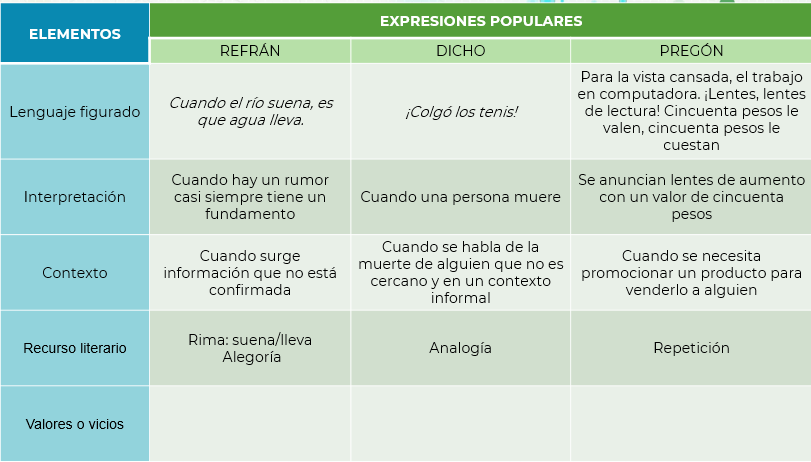 ELEMENTOS
EXPRESIONES POPULARES
REFRÁN
DICHO
PREGÓN
Lenguaje figurado
Cuando el río suena, es
que agua lleva.
¡Colgó los tenis!
Para la vista cansada, el trabajo
en computadora. ¡Lentes, lentes
de lectura! Cincuenta pesos le
valen, cincuenta pesos le
cuestan
Interpretación
Cuando hay un rumor
casi siempre tiene un
fundamento
Cuando una persona muere
Se anuncian lentes de aumento
con un valor de cincuenta
pesos
Contexto
Cuando surge
información que no está
confirmada
Cuando se habla de la
muerte de alguien que no es
cercano y en un contexto
informal
Cuando se necesita
promocionar un producto para
venderlo a alguien
Recurso literario
Rima: suena/lleva
Alegoría
Analogía
Repetición
Valores o vicios